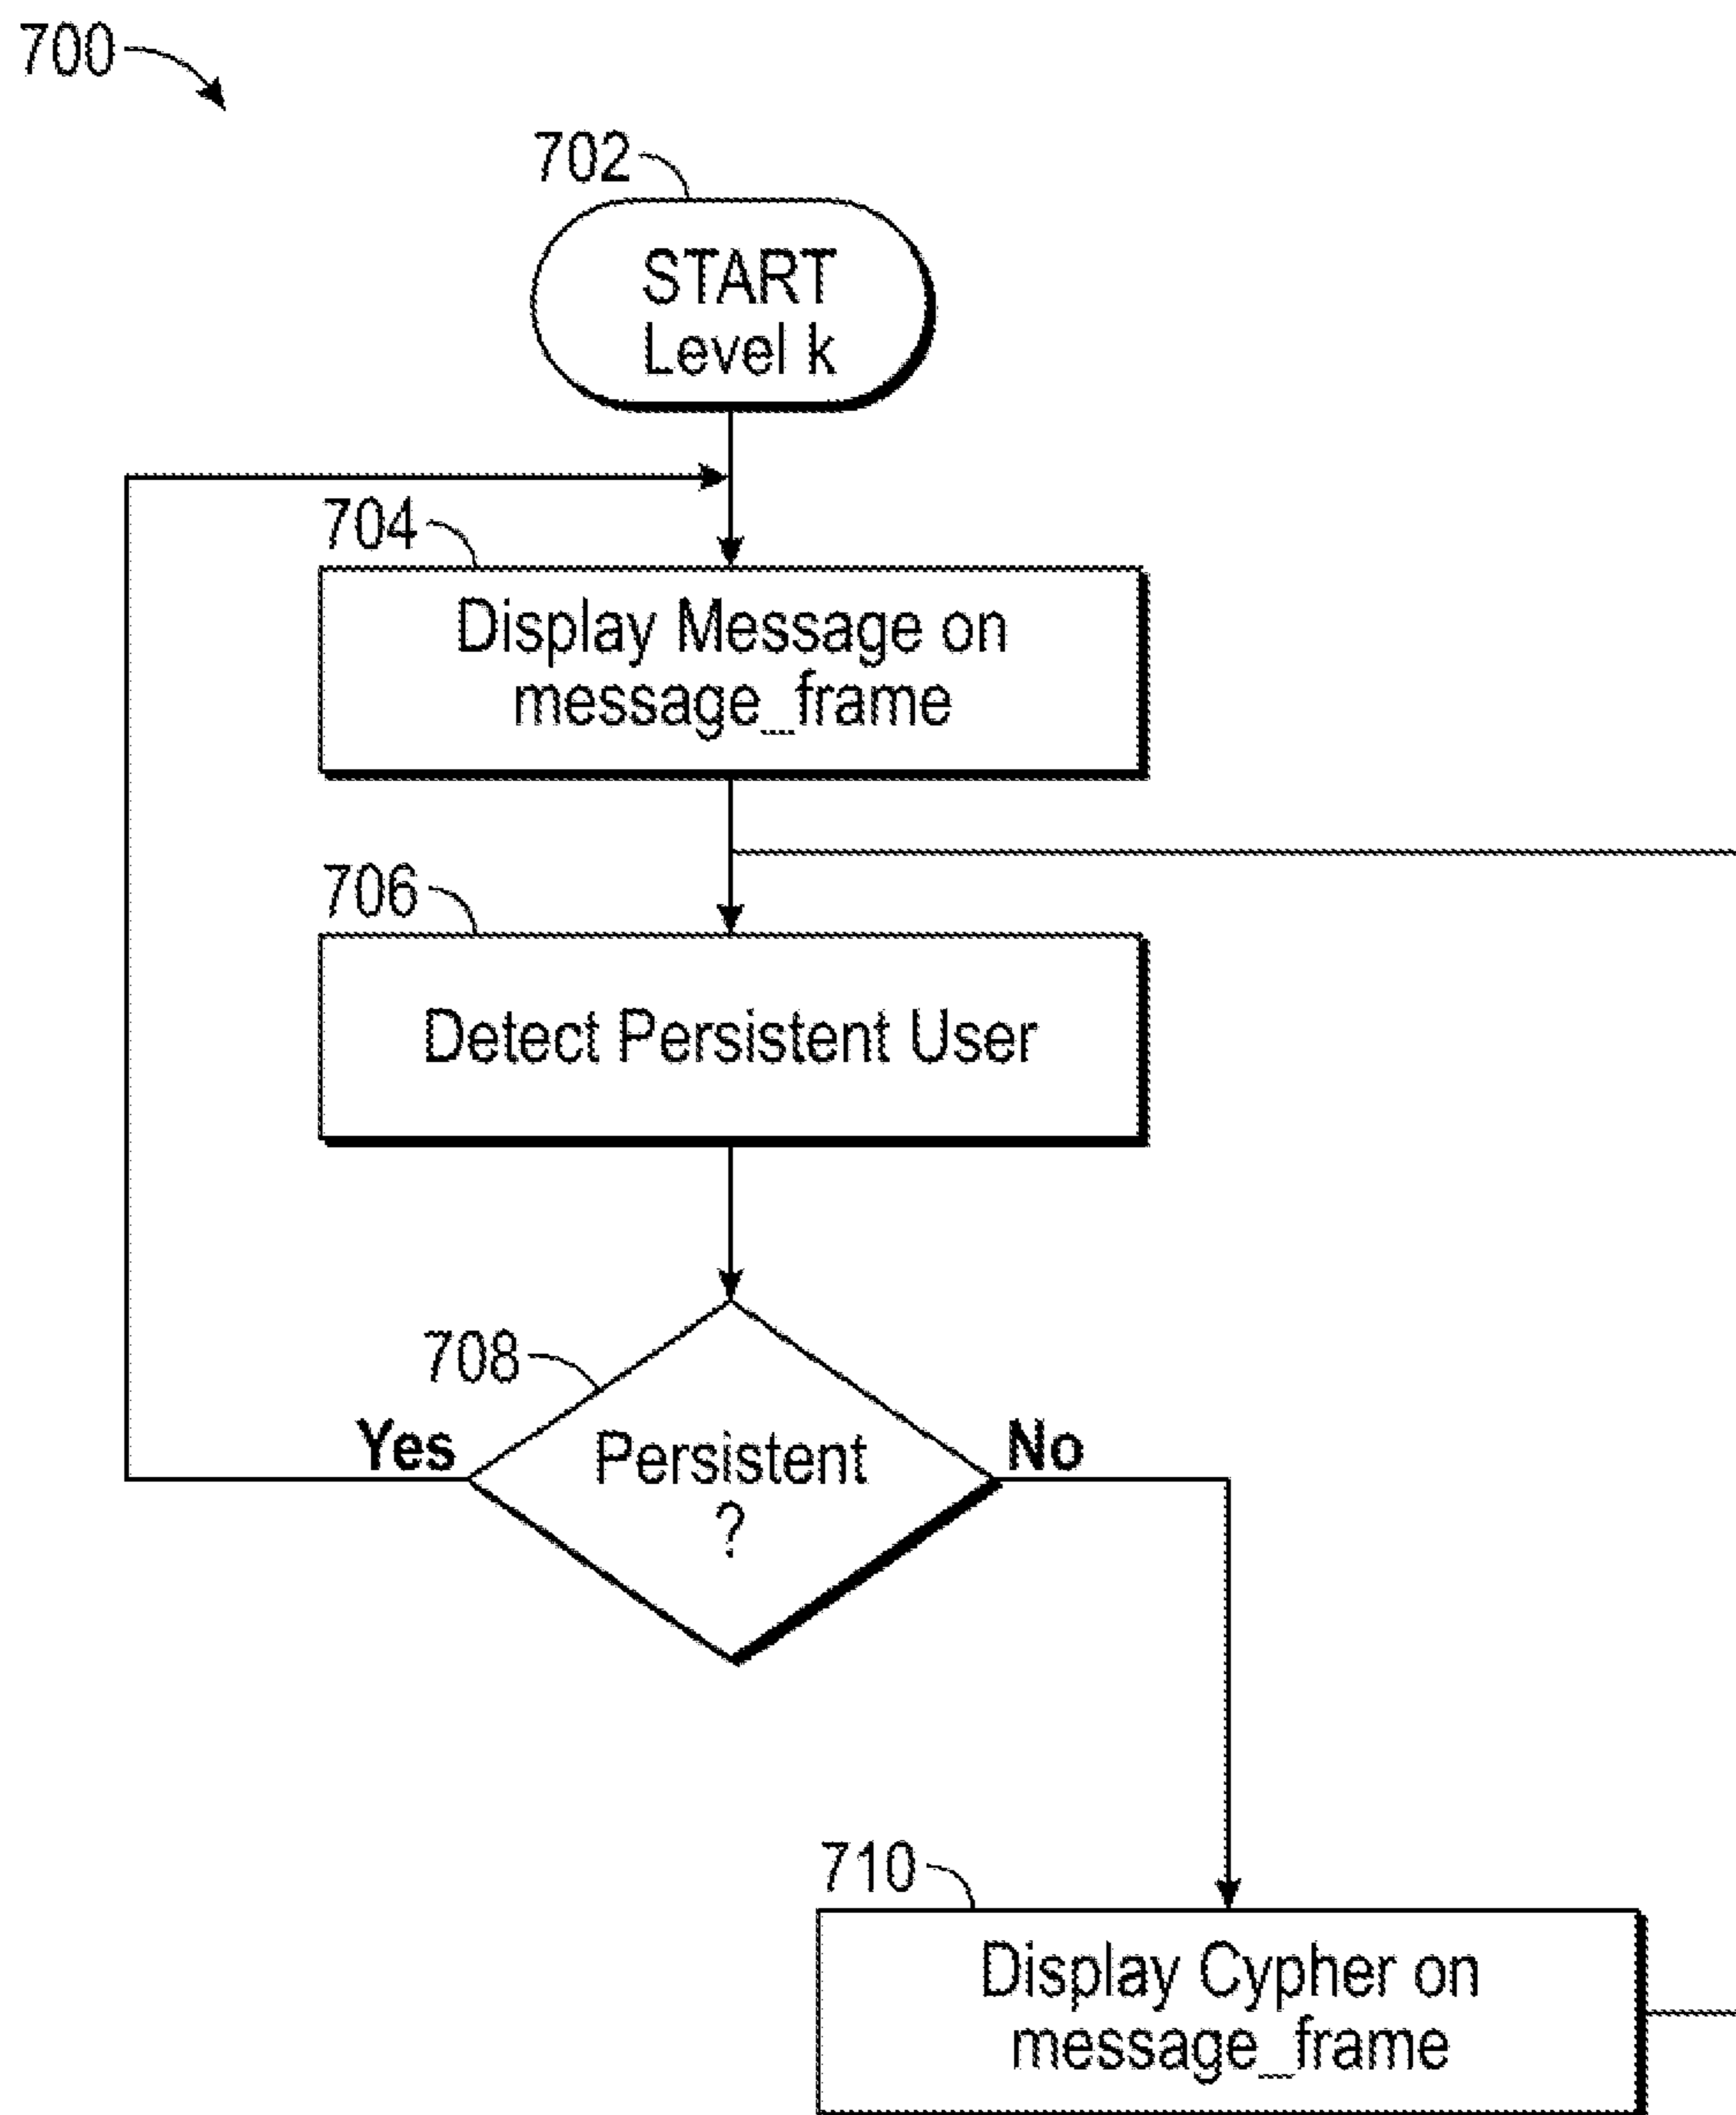 700
702
START
Level k
704
Display Message on
message_frame
706
Detect Persistent User
708
Yes
Persistent
?
No
710
Display Cypher on
message_frame